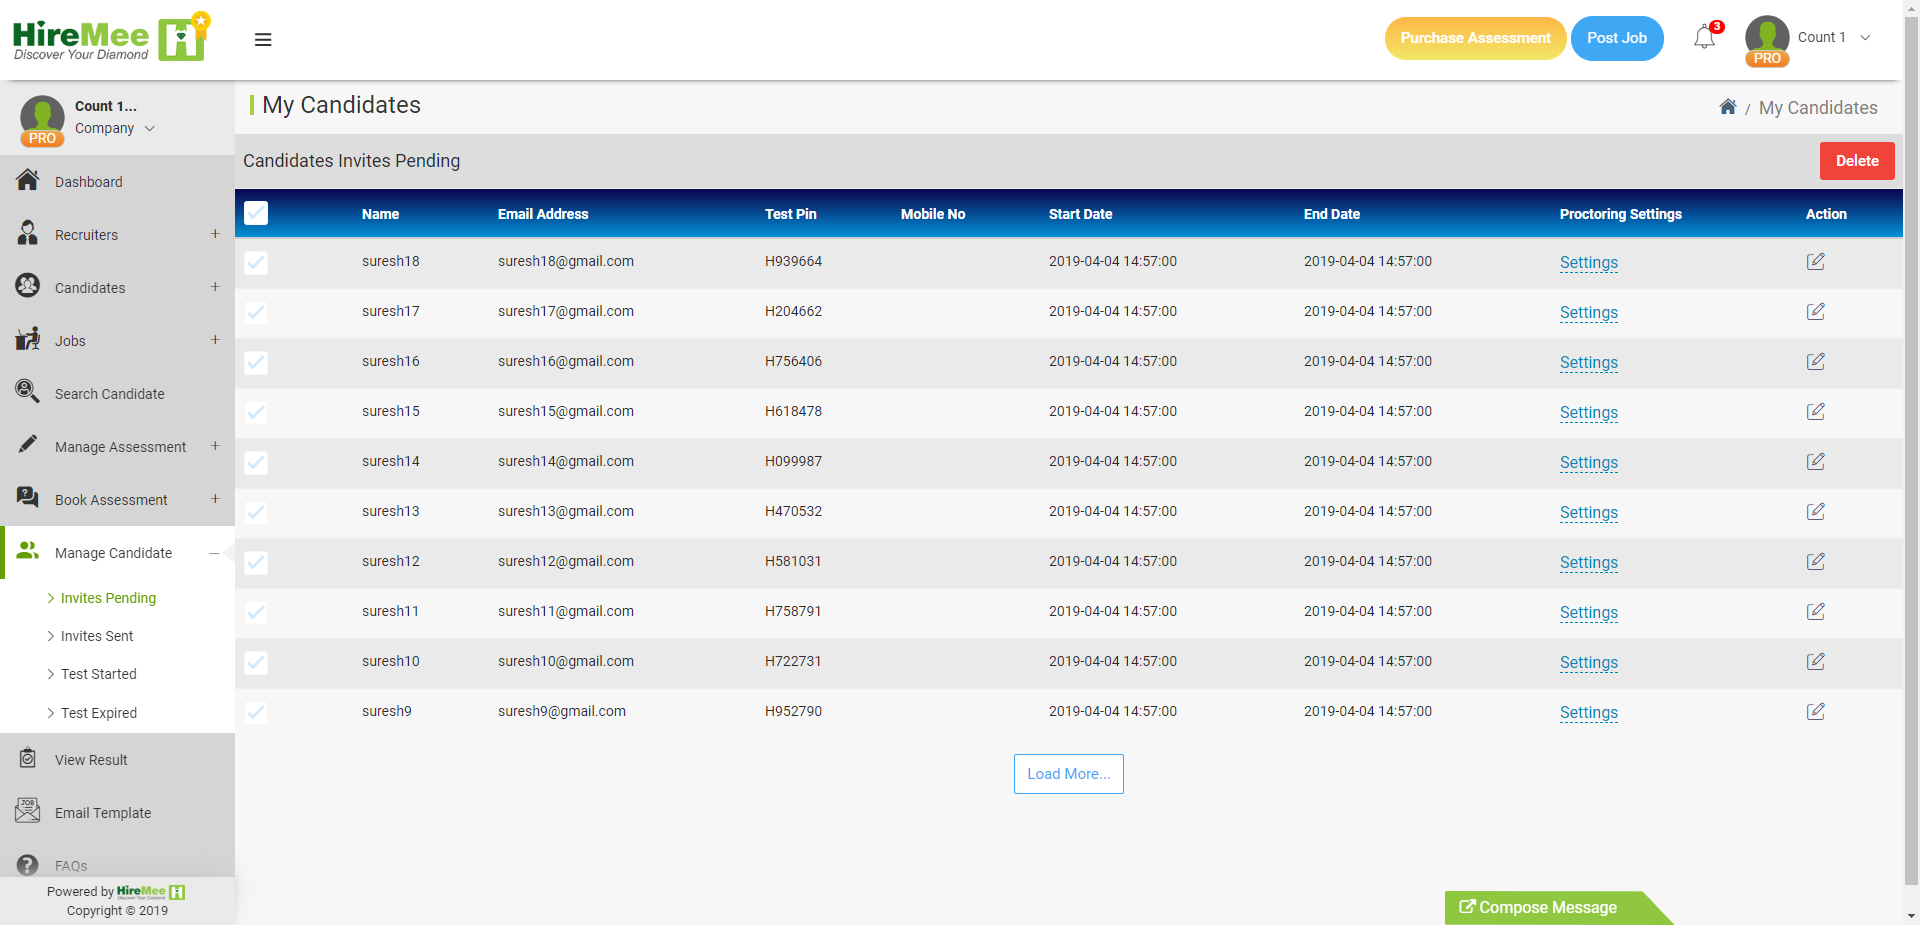 HireMee
Discover Your Diamond
Purchase Assessment
Post Job
3
PRO
Count 1
Count 1...
Company
PRO
My Candidates
/ My Candidates
Dashboard
Recruiters +
Candidates +
Jobs +
Search Candidate
Manage Assessment +
Book Assessment +
Manage Candidate –
> Invites Pending
> Invites Sent
> Test Started
> Test Expired
View Result
JOB
Email Template
? FAQs
Powered by HireMee
Discover Your Diamond
Copyright © 2019
Candidates Invites Pending
Delete
Name Email Address Test Pin Mobile No Start Date End Date Proctoring Settings Action
suresh18 suresh18@gmail.com H939664 2019-04-04 14:57:00 2019-04-04 14:57:00 Settings
suresh17 suresh17@gmail.com H204662 2019-04-04 14:57:00 2019-04-04 14:57:00 Settings
suresh16 suresh16@gmail.com H756406 2019-04-04 14:57:00 2019-04-04 14:57:00 Settings
suresh15 suresh15@gmail.com H618478 2019-04-04 14:57:00 2019-04-04 14:57:00 Settings
suresh14 suresh14@gmail.com H099987 2019-04-04 14:57:00 2019-04-04 14:57:00 Settings
suresh13 suresh13@gmail.com H470532 2019-04-04 14:57:00 2019-04-04 14:57:00 Settings
suresh12 suresh12@gmail.com H581031 2019-04-04 14:57:00 2019-04-04 14:57:00 Settings
suresh11 suresh11@gmail.com H758791 2019-04-04 14:57:00 2019-04-04 14:57:00 Settings
suresh10 suresh10@gmail.com H722731 2019-04-04 14:57:00 2019-04-04 14:57:00 Settings
suresh9 suresh9@gmail.com H952790 2019-04-04 14:57:00 2019-04-04 14:57:00 Settings
Load More...
Compose Message